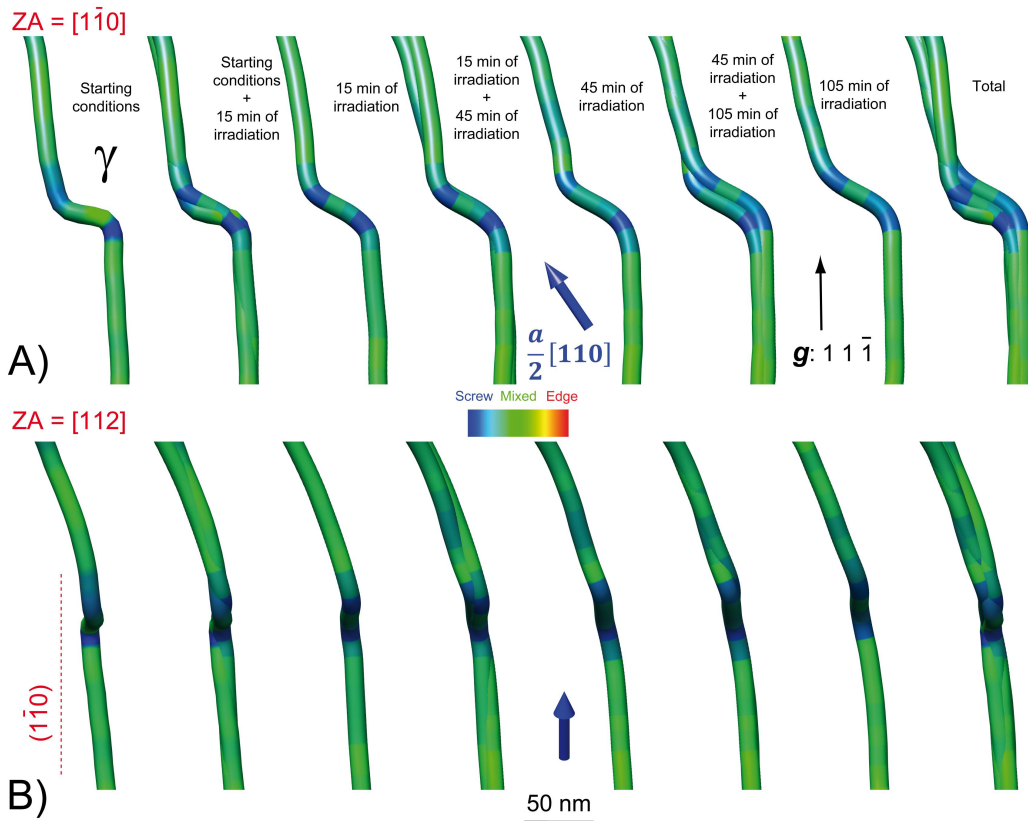 ZA = [11̅0]
Starting
conditions
Starting
conditions
+
15 min of
irradiation
15 min of
irradiation
15 min of
irradiation
+
45 min of
irradiation
45 min of
irradiation
45 min of
irradiation
+
105 min of
irradiation
105 min of
irradiation
Total
γ
a/2 [110]
g: 1 1 1̅
A)
Screw Mixed Edge
ZA = [112]
(11̅0)
B)
50 nm